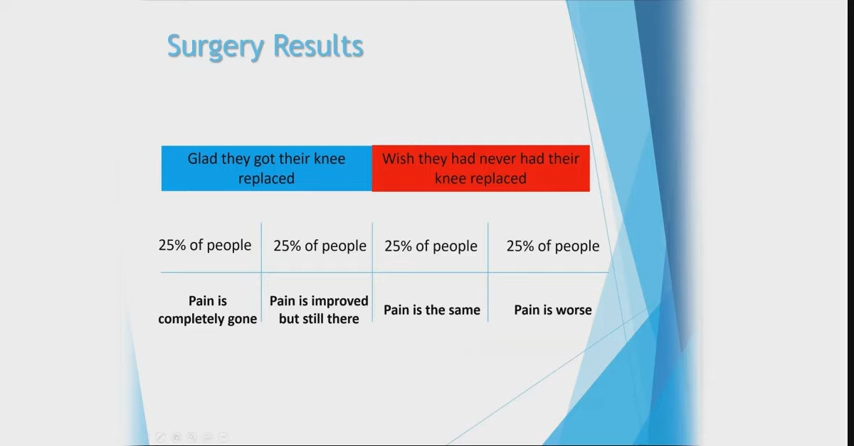 Surgery Results
Glad they got their knee
replaced
Wish they had never had their
knee replaced
25% of people
25% of people
25% of people
25% of people
Pain is
completely gone
Pain is improved
but still there
Pain is the same
Pain is worse